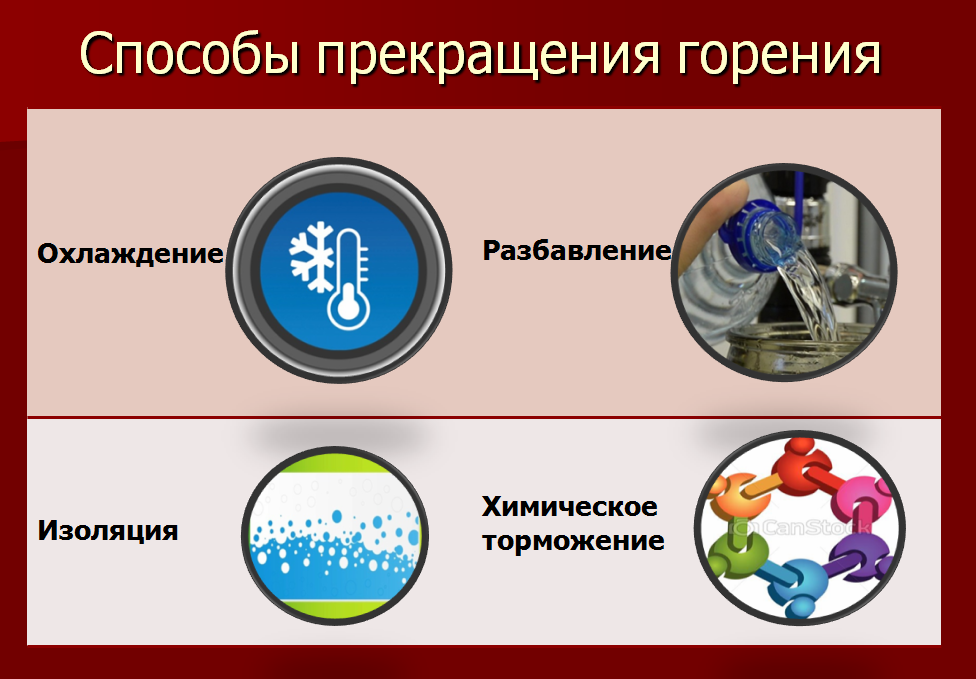 Способы прекращения горения
Охлаждение
Разбавление
Изоляция
Химическое
торможение
CanStock